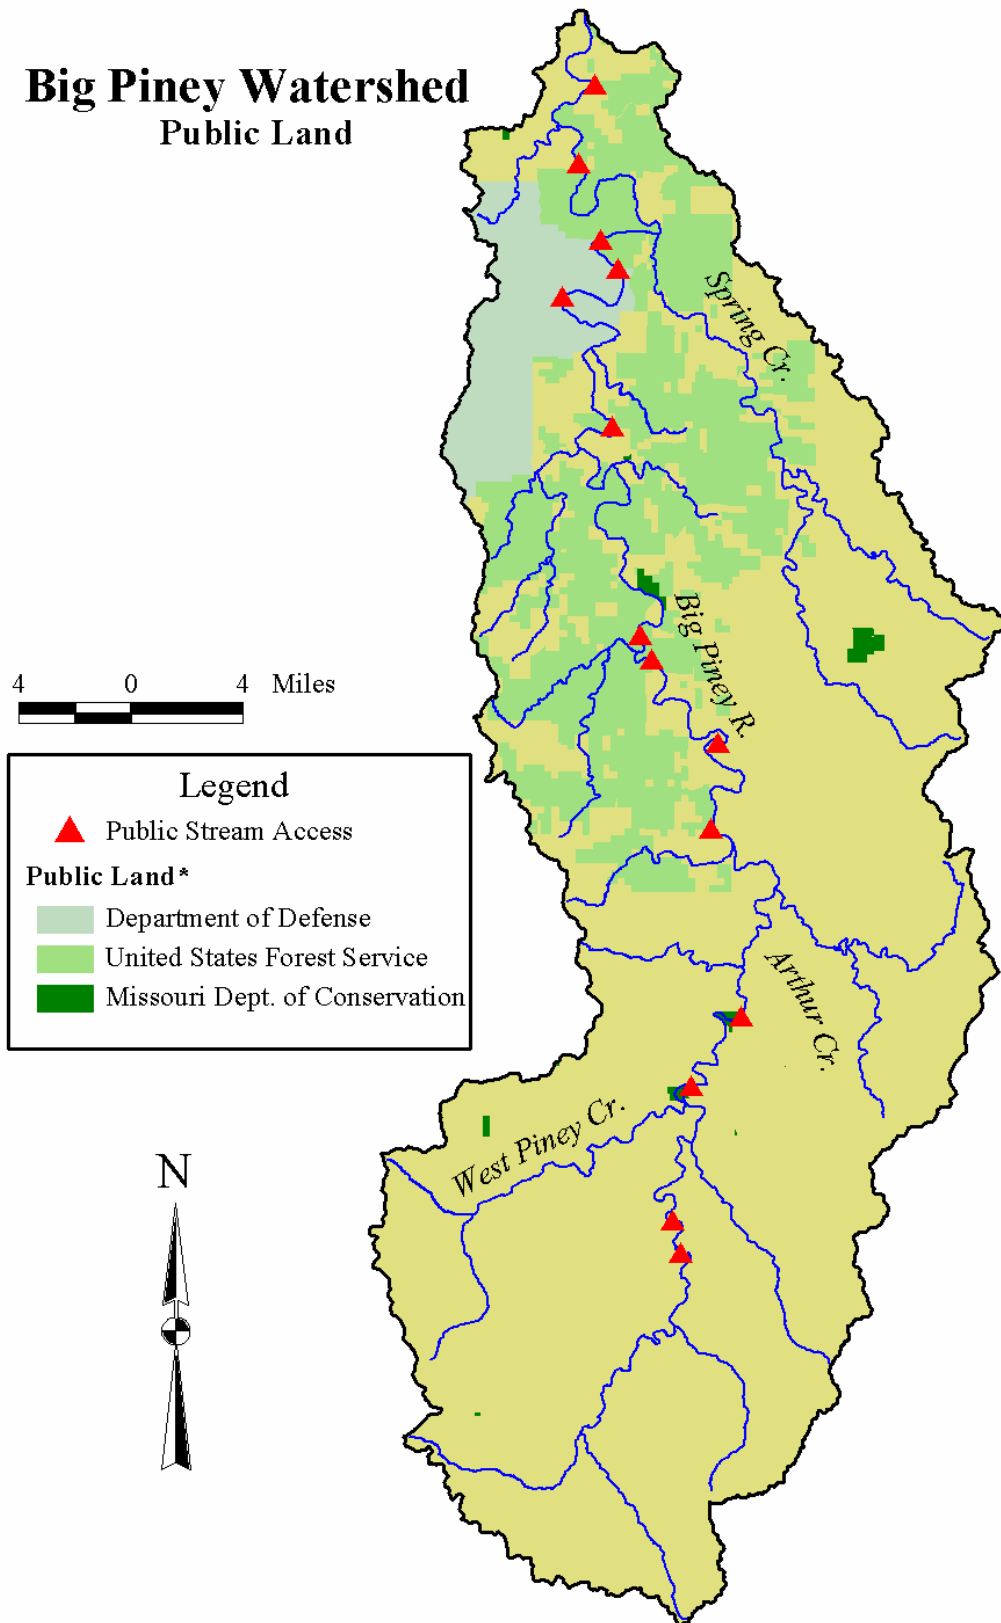 Big Piney Watershed
Public Land
Spring Cr.
Big Piney R.
4 0 4 Miles
Legend
Public Stream Access
Public Land*
Department of Defense
United States Forest Service
Missouri Dept. of Conservation
Arthur Cr.
West Piney Cr.
N